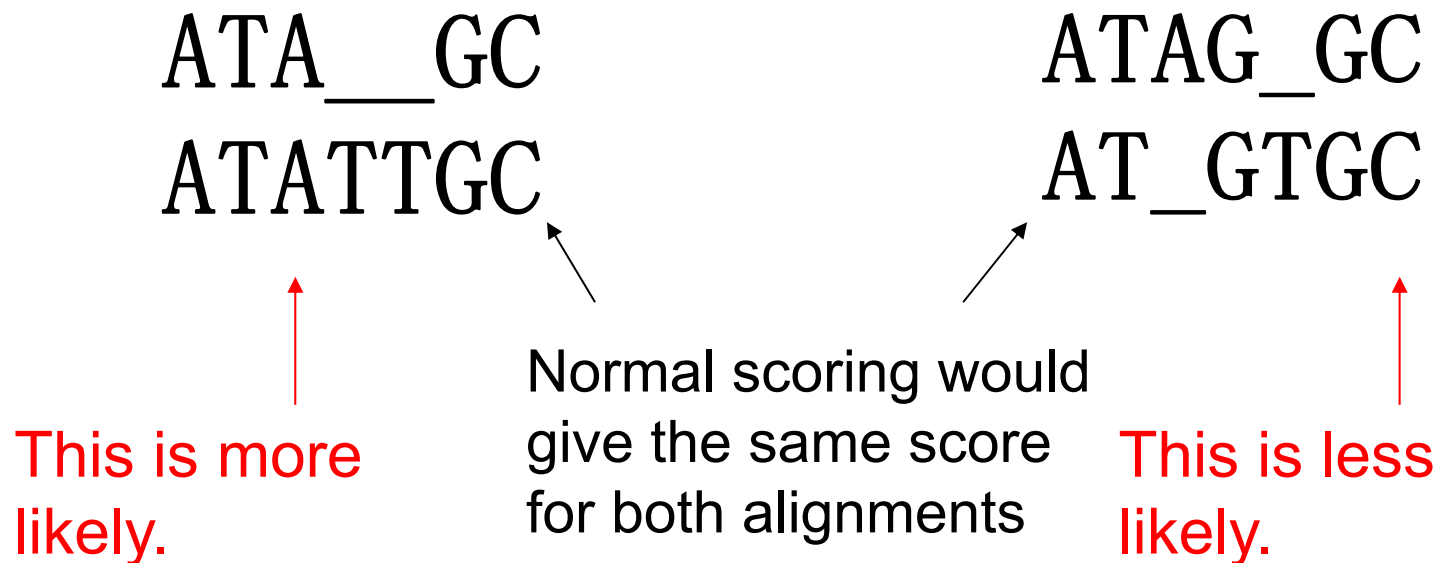 ATA__GC
ATATTGC
ATAG_GC
AT_GTGC
Normal scoring would
give the same score
for both alignments
This is more
likely.
This is less
likely.